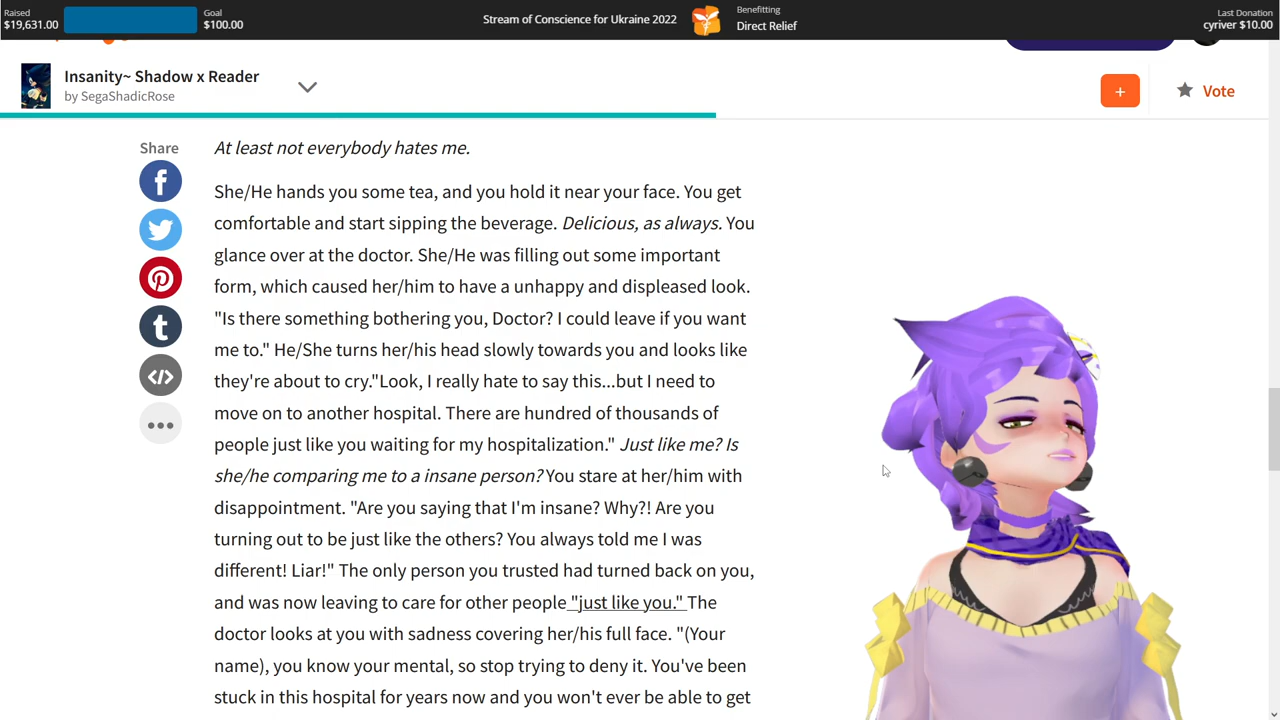 Raised
$19,631.00
Goal
$100.00
Stream of Conscience for Ukraine 2022
Benefitting
Direct Relief
Last Donation
cyriver $10.00
Insanity~ Shadow x Reader
by SegaShadicRose
+
Vote
Share
At least not everybody hates me.
She/He hands you some tea, and you hold it near your face. You get
comfortable and start sipping the beverage. Delicious, as always. You
glance over at the doctor. She/He was filling out some important
form, which caused her/him to have a unhappy and displeased look.
"Is there something bothering you, Doctor? I could leave if you want
me to." He/She turns her/his head slowly towards you and looks like
they're about to cry."Look, I really hate to say this...but I need to
move on to another hospital. There are hundred of thousands of
people just like you waiting for my hospitalization." Just like me? Is
she/he comparing me to a insane person? You stare at her/him with
disappointment. "Are you saying that I'm insane? Why?! Are you
turning out to be just like the others? You always told me I was
different! Liar!" The only person you trusted had turned back on you,
and was now leaving to care for other people "just like you." The
doctor looks at you with sadness covering her/his full face. "(Your
name), you know your mental, so stop trying to deny it. You've been
stuck in this hospital for years now and you won't ever be able to get